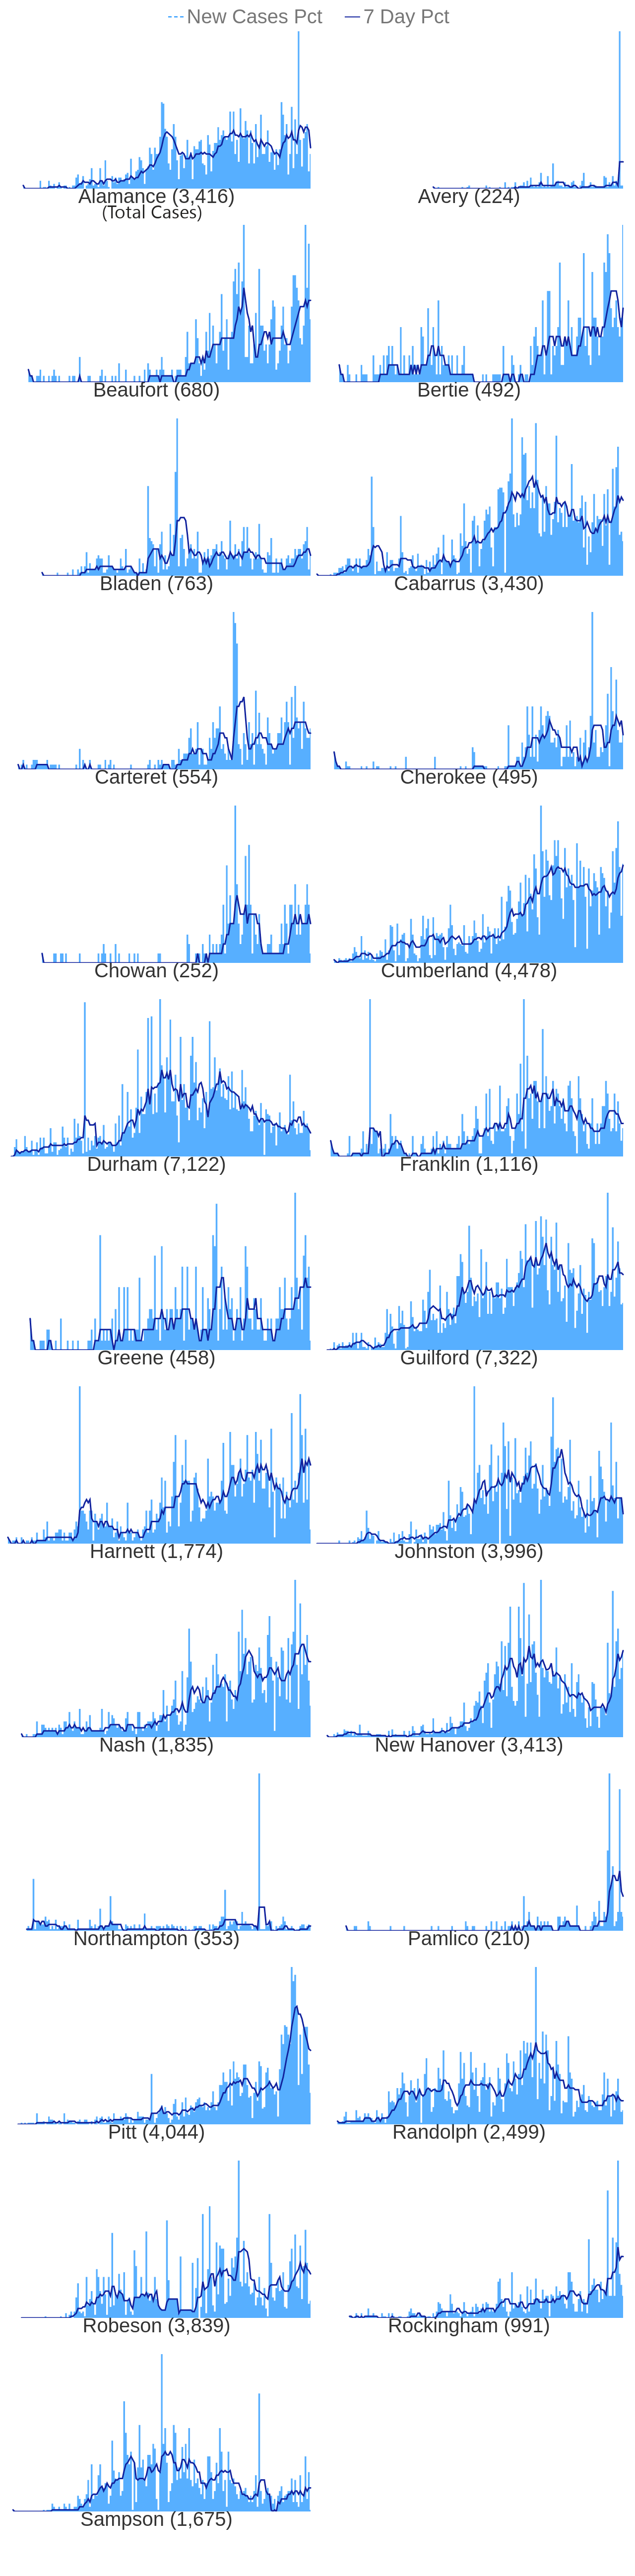 New Cases Pct 7 Day Pct
Alamance (3,416) Avery (224)
(Total Cases)
Beaufort (680) Bertie (492)
Bladen (763) Cabarrus (3,430)
Carteret (554) Cherokee (495)
Chowan (252) Cumberland (4,478)
Durham (7,122) Franklin (1,116)
Greene (458) Guilford (7,322)
Harnett (1,774) Johnston (3,996)
Nash (1,835) New Hanover (3,413)
Northampton (353) Pamlico (210)
Pitt (4,044) Randolph (2,499)
Robeson (3,839) Rockingham (991)
Sampson (1,675)